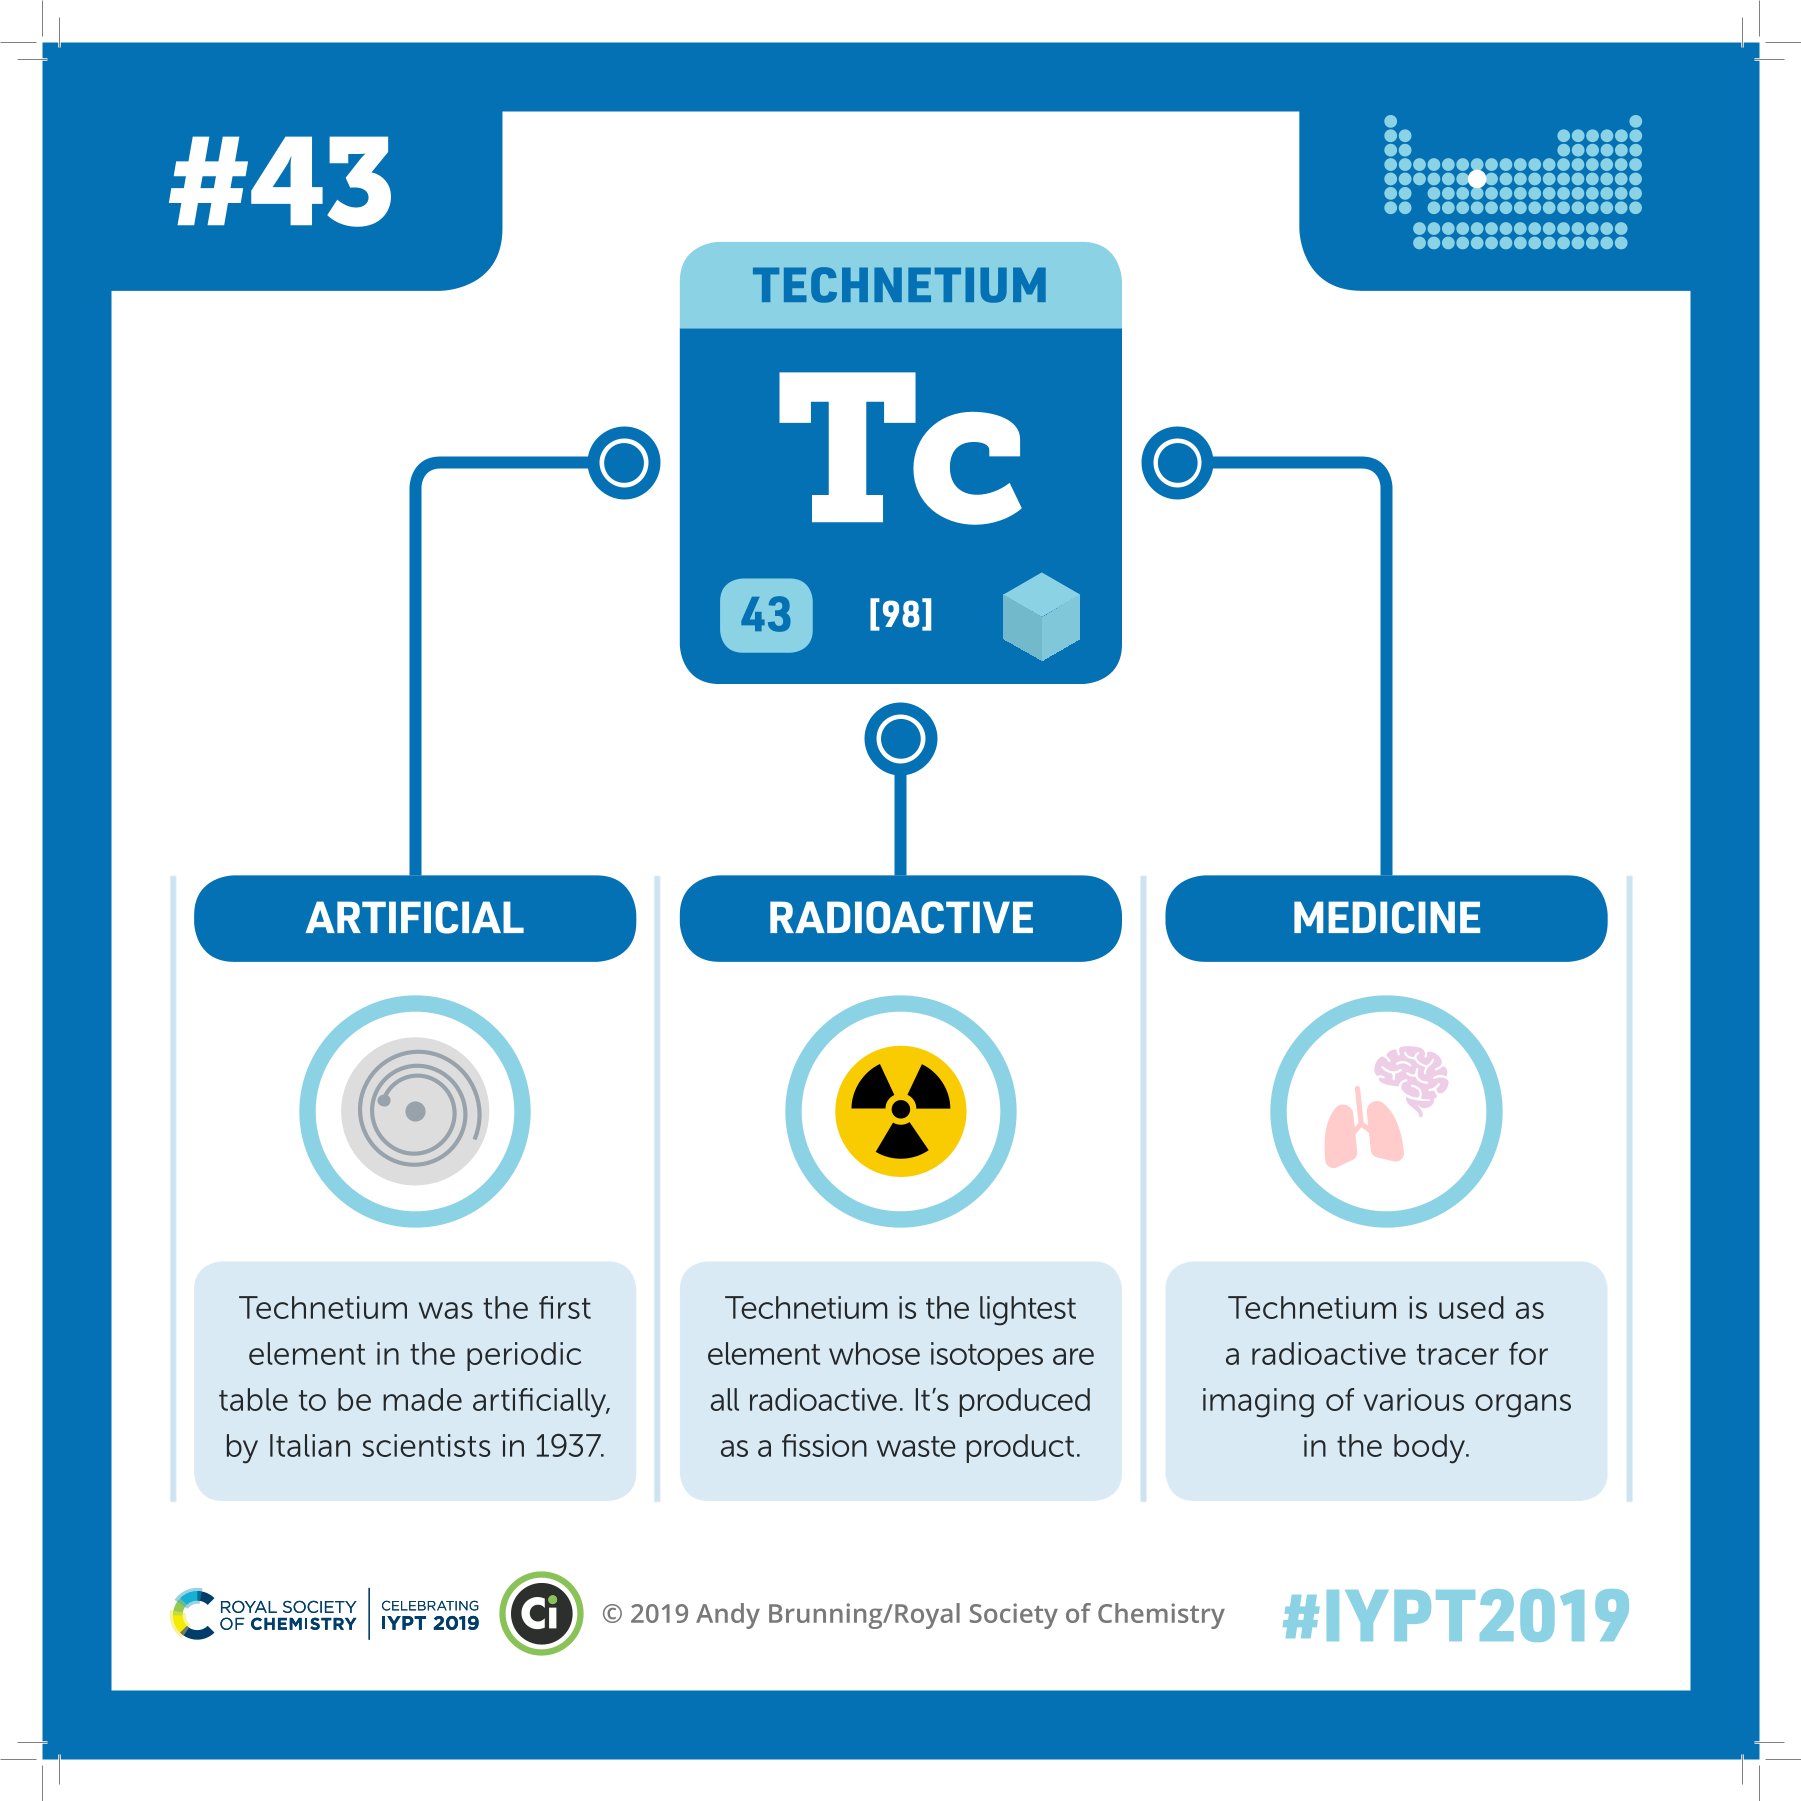 #43
TECHNETIUM
Tc
43
[98]
ARTIFICIAL
Technetium was the first
element in the periodic
table to be made artificially,
by Italian scientists in 1937.
RADIOACTIVE
Technetium is the lightest
element whose isotopes are
all radioactive. It's produced
as a fission waste product.
MEDICINE
Technetium is used as
a radioactive tracer for
imaging of various organs
in the body.
ROYAL SOCIETY
OF CHEMISTRY
CELEBRATING
IYPT 2019
Ci
© 2019 Andy Brunning/Royal Society of Chemistry
#IYPT2019